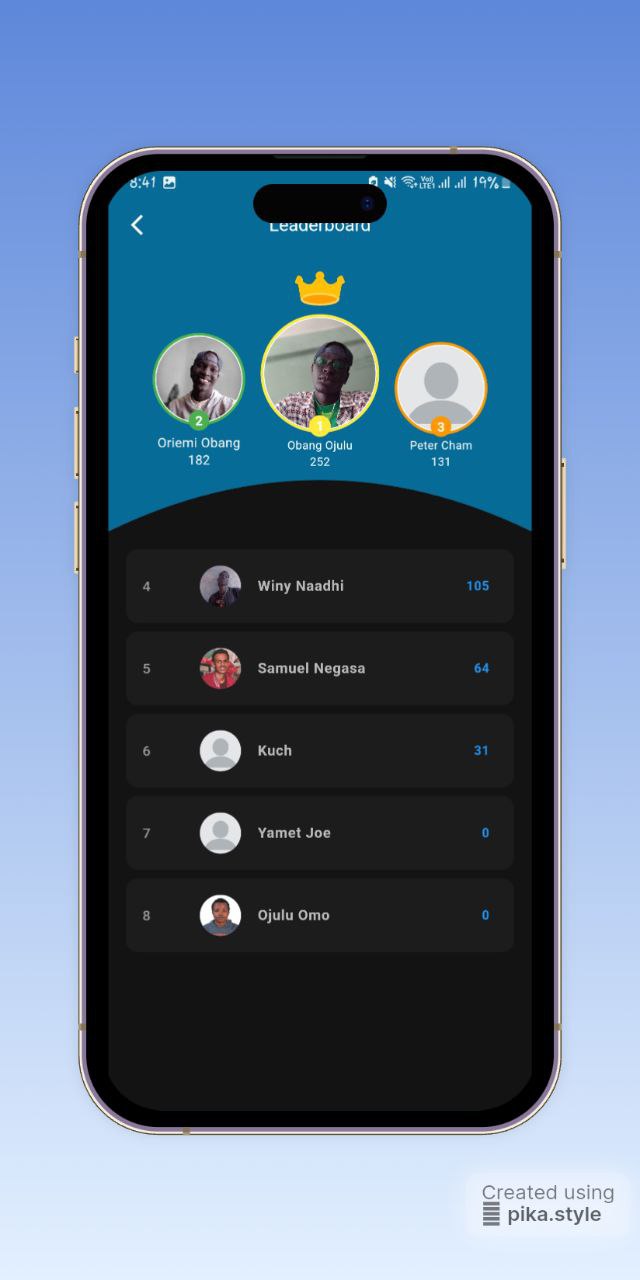 8:41
Vo)) LTE1 19%
Leaderboard
2
1
3
Oriemi Obang
182
Obang Ojulu
252
Peter Cham
131
4 Winy Naadhi 105
5 Samuel Negasa 64
6 Kuch 31
7 Yamet Joe 0
8 Ojulu Omo 0
Created using
pika.style